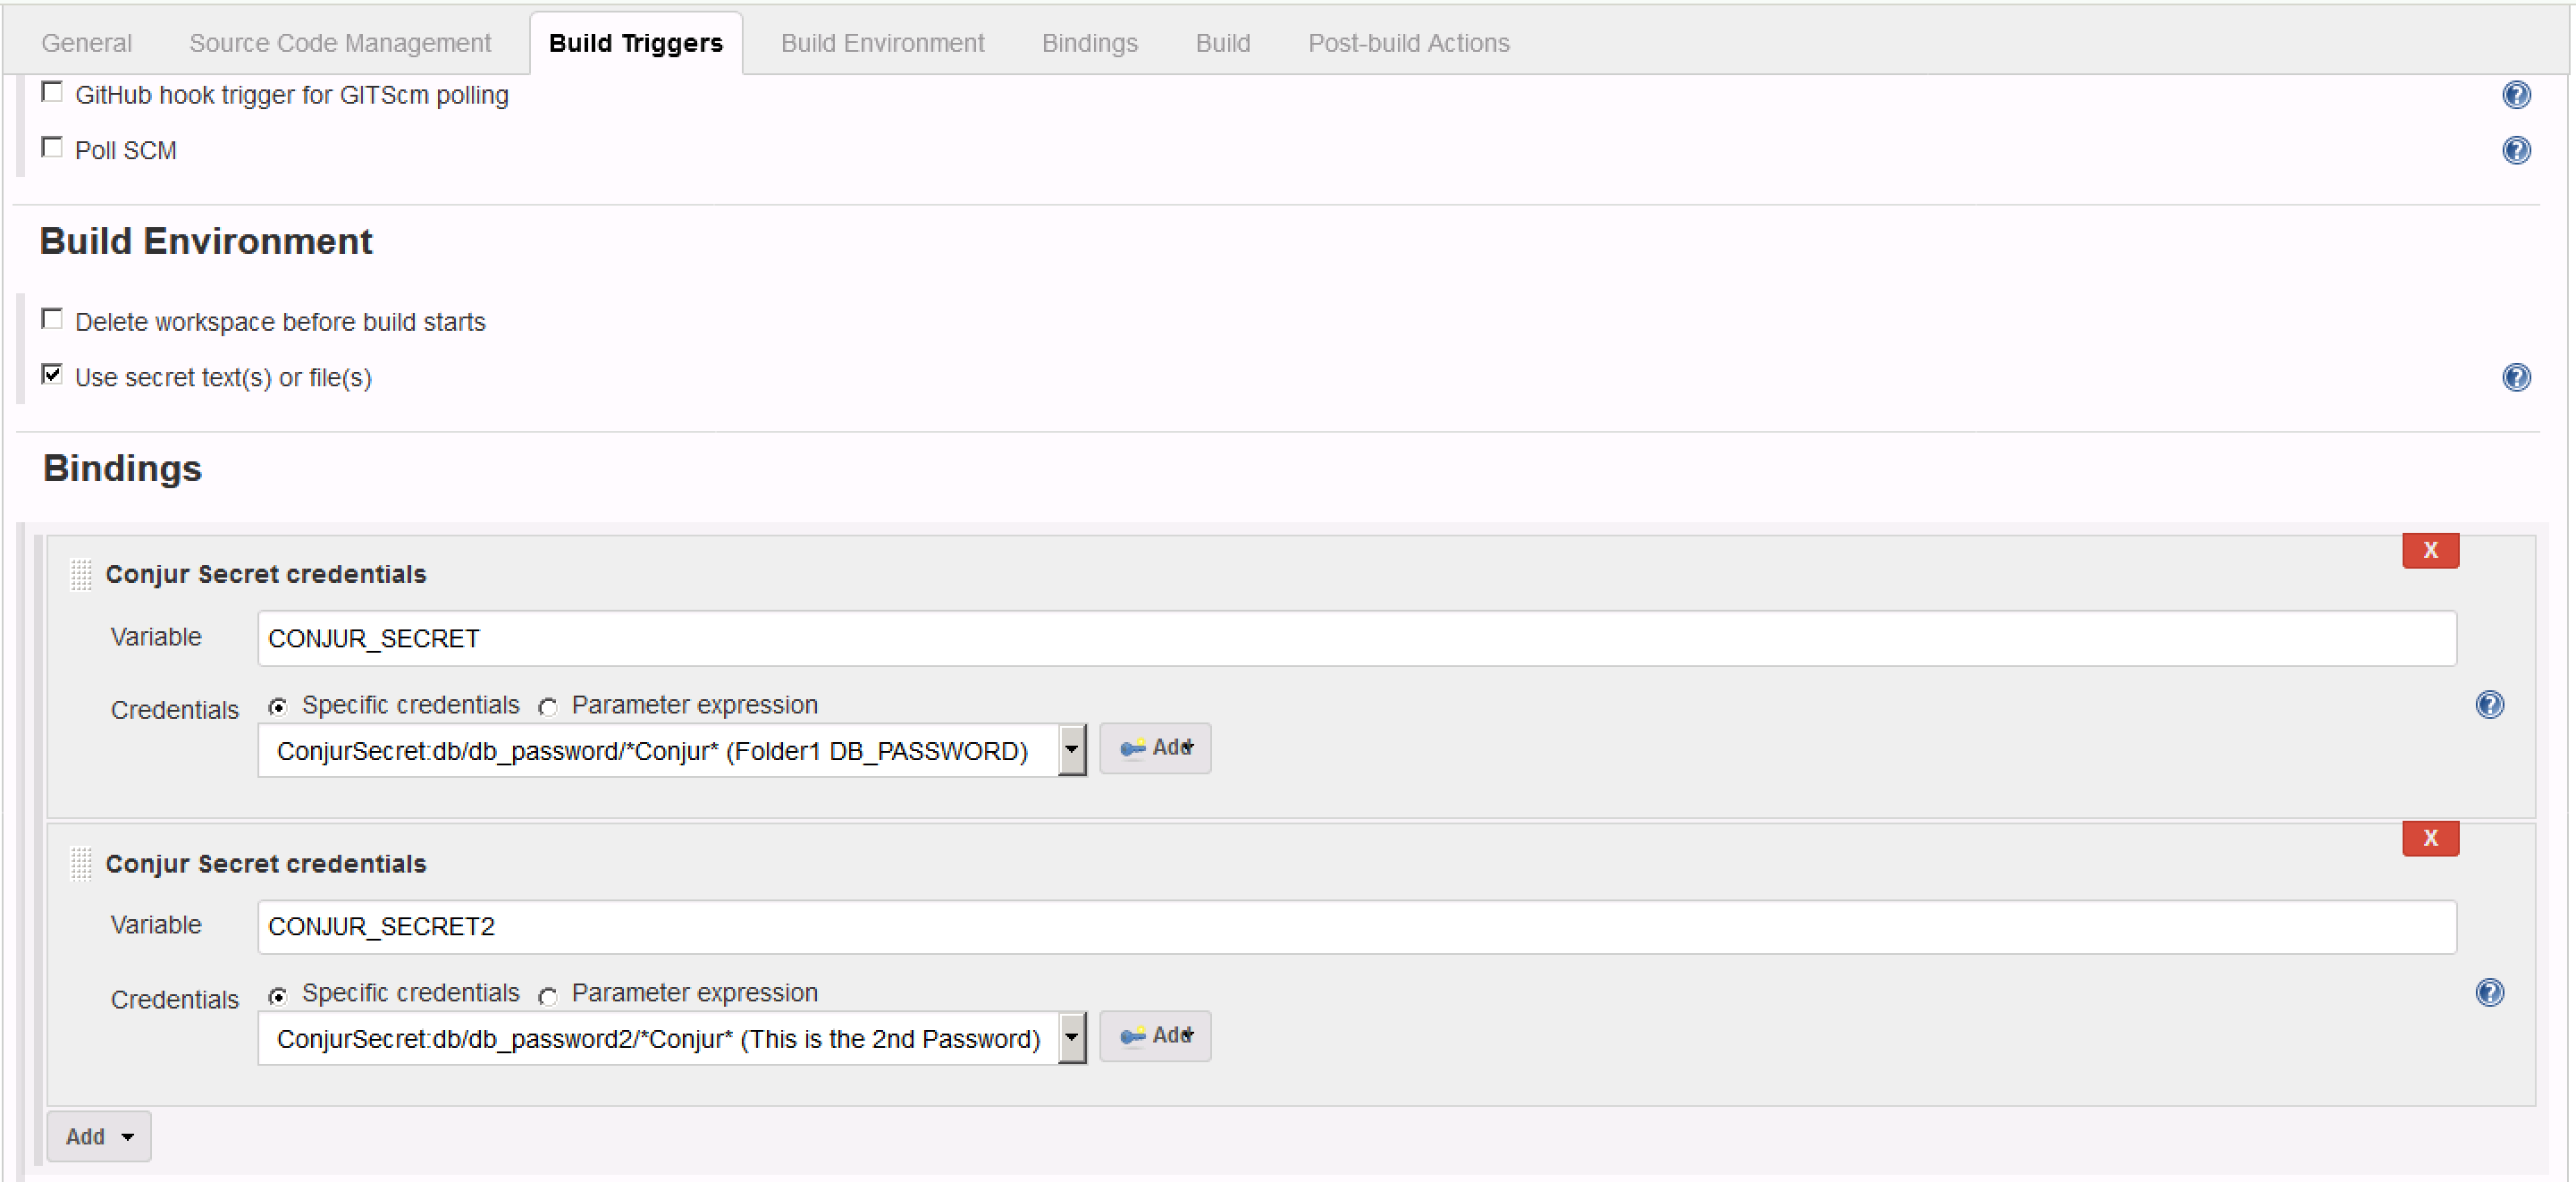 General Source Code Management Build Triggers Build Environment Bindings Build Post-build Actions
GitHub hook trigger for GITScm polling ?
Poll SCM ?
Build Environment
Delete workspace before build starts
Use secret text(s) or file(s) ?
Bindings
X
Conjur Secret credentials
Variable CONJUR_SECRET
Credentials Specific credentials Parameter expression ?
ConjurSecret:db/db_password/*Conjur* (Folder1 DB_PASSWORD) Add
X
Conjur Secret credentials
Variable CONJUR_SECRET2
Credentials Specific credentials Parameter expression ?
ConjurSecret:db/db_password2/*Conjur* (This is the 2nd Password) Add
Add